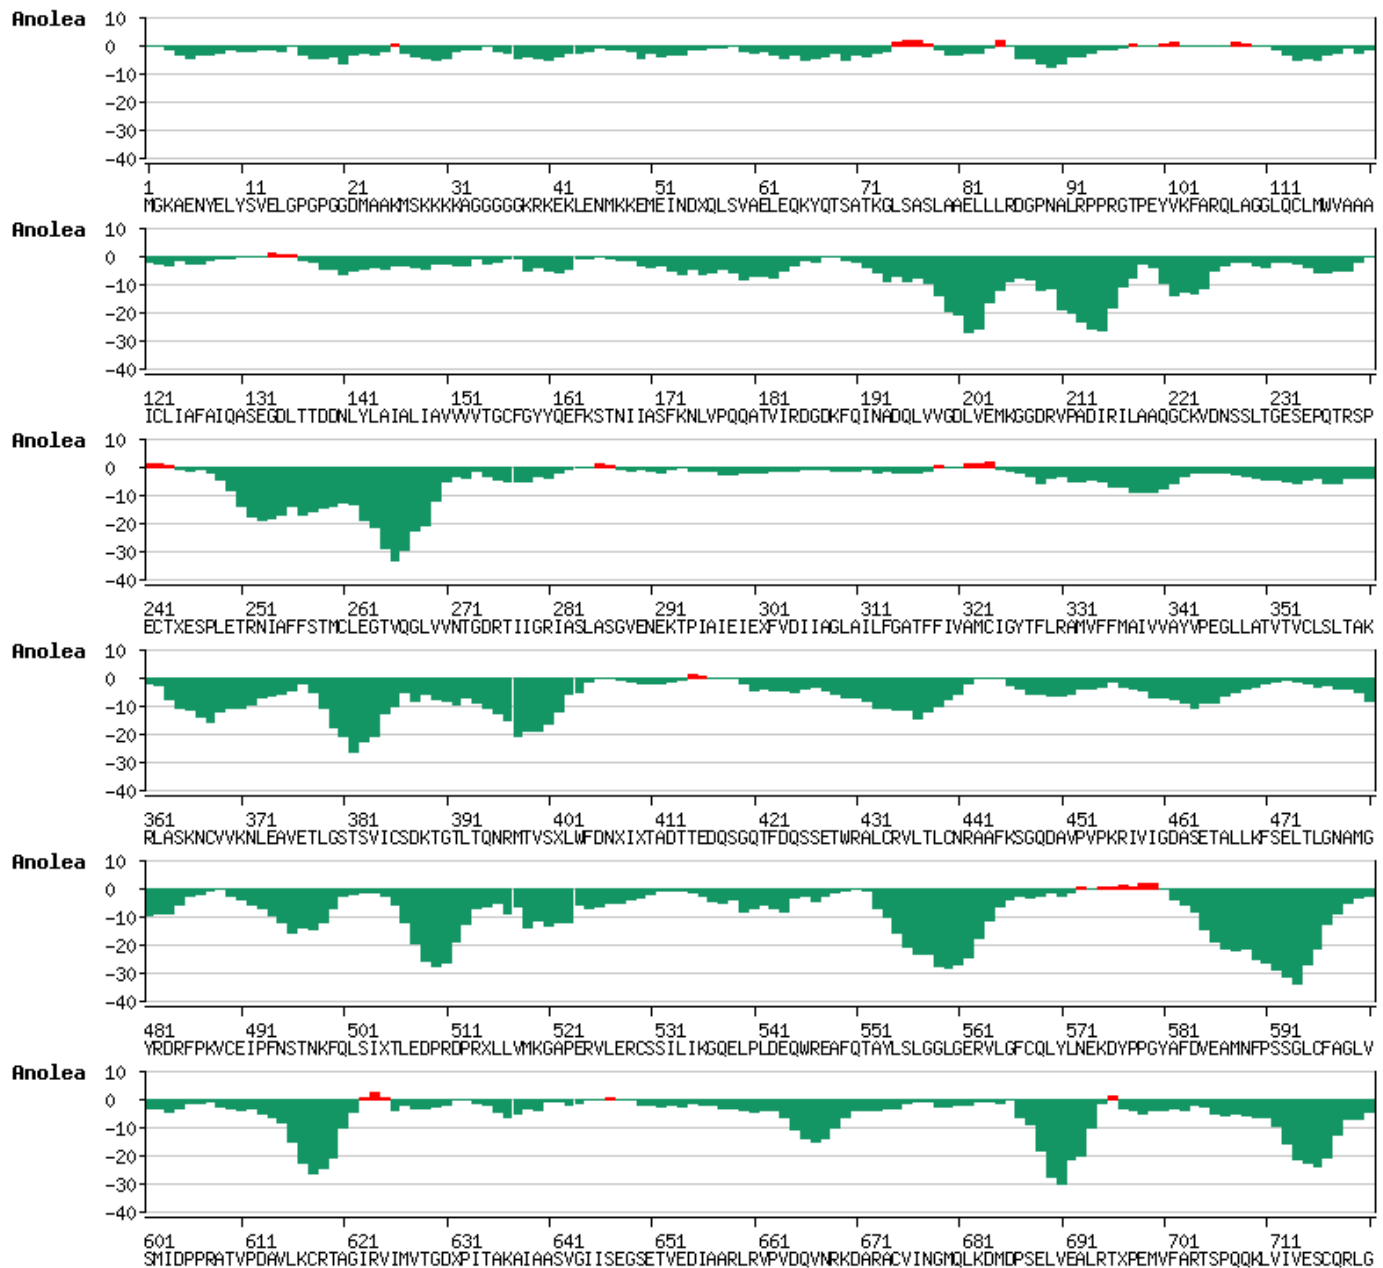 Anolea 10
0
-10
-20
-30
-40
1 11 21 31 41 51 61 71 81 91 101 111
MGKAENYELYSVELGPGPGGDMAAKMSKKKKAGGGGGKRKEKLENMKKEMEINDXQLSVAELEQKYQTSATKGLSASLAAELLLRDGPNALRPPRGTPEYVKFARQLAGGLQCLMWVAAA
Anolea 10
0
-10
-20
-30
-40
121 131 141 151 161 171 181 191 201 211 221 231
ICLIAFAIQASEGDLTTDDNLYLAIALIAVVVVTGCFGYYQEFKSTNIIASFKNLVPQQATVIRDGDKFQINADQLVVGDLVEMKGGDRVPADIRILAAQGCKVDNSSLTGESEPQTRSP
Anolea 10
0
-10
-20
-30
-40
241 251 261 271 281 291 301 311 321 331 341 351
ECTXESPLETRNIAFFSTMCLEGTVQGLVVNTGDRTIIGRIASLASGVENEKTPIAIEIEXFVDIIAGLAILFGATFFIVAMCIGYTFLRAMVFFMAIVVAYVPEGLLATVTVCLSLTAK
Anolea 10
0
-10
-20
-30
-40
361 371 381 391 401 411 421 431 441 451 461 471
RLASKNCVVKNLEAVETLGSTSVICSDKTGTLTQNRMTVSXLWFDNXIXTADTTEDQSGQTFDQSSETWRALCRVLTLCNRAAFKSGQDAVPVPKRIVIGDASETALLKFSELTLGNAMG
Anolea 10
0
-10
-20
-30
-40
481 491 501 511 521 531 541 551 561 571 581 591
YRDRFPKVCEIPFNSTNKFQLSIXTLEDPRDPRXLLVMKGAPERVLERCSSILIKGQELPLDEQWREAFQTAYLSLGGLGERVLGFCQLYLNEKDYPPGYAFDVEAMNFPSSGLCFAGLV
Anolea 10
0
-10
-20
-30
-40
601 611 621 631 641 651 661 671 681 691 701 711
SMIDPPRATVPDAVLKCRTAGIRVIMVTGDXPITAKAIAASVGIISEGSETVEDIAARLRVPVDQVNRKDARACVINGMQLKDMDPSELVEALRTXPEMVFARTSPQQKLVIVESCQRLG